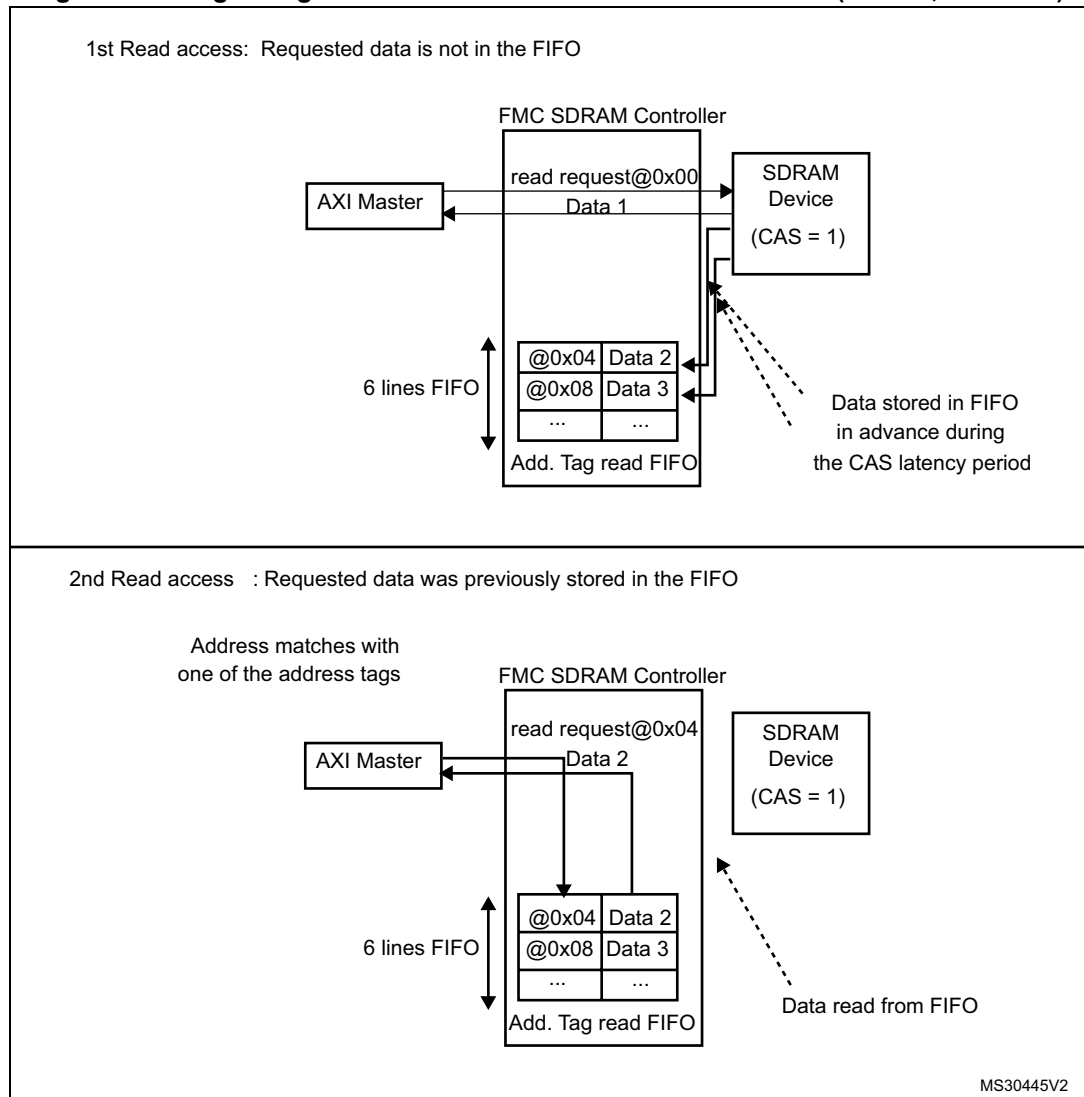 1st Read access: Requested data is not in the FIFO
FMC SDRAM Controller
read request@0x00
Data 1
AXI Master
SDRAM
Device
(CAS = 1)
@0x04 Data 2
@0x08 Data 3
... ...
6 lines FIFO
Add. Tag read FIFO
Data stored in FIFO
in advance during
the CAS latency period
2nd Read access : Requested data was previously stored in the FIFO
Address matches with
one of the address tags
FMC SDRAM Controller
read request@0x04
Data 2
AXI Master
SDRAM
Device
(CAS = 1)
@0x04 Data 2
@0x08 Data 3
... ...
6 lines FIFO
Add. Tag read FIFO
Data read from FIFO
MS30445V2